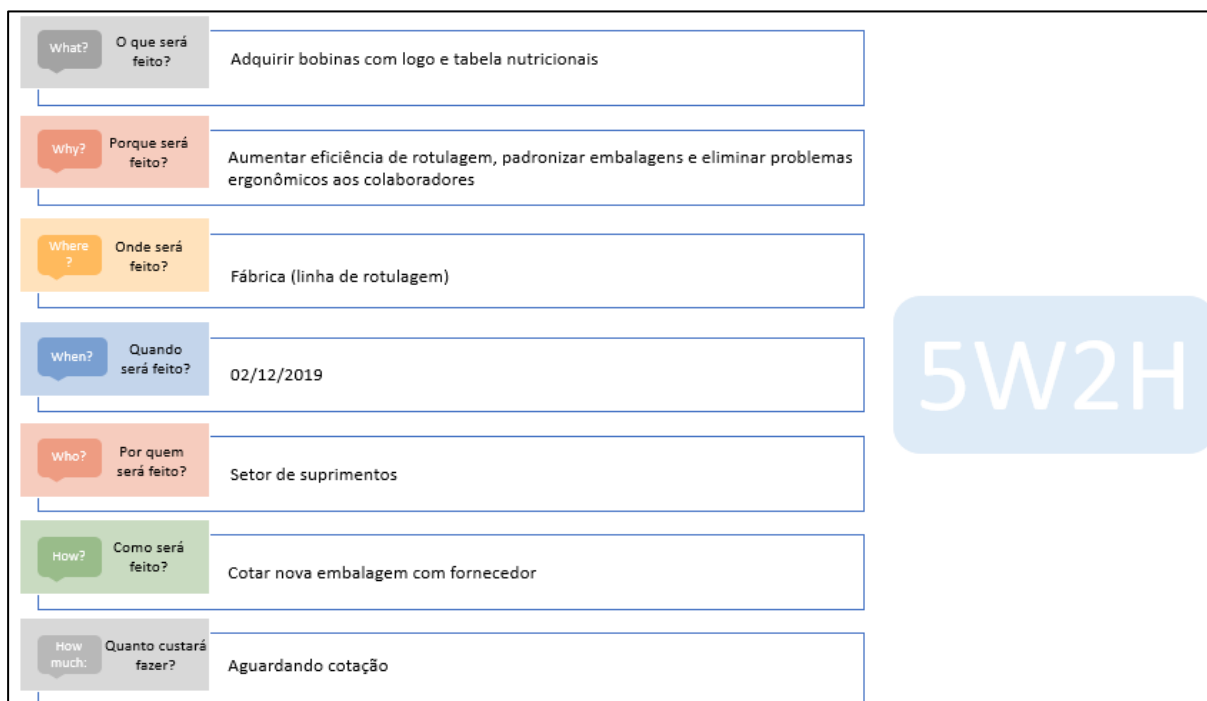 What?
O que será
feito?
Adquirir bobinas com logo e tabela nutricionais
Why?
Porque será
feito?
Aumentar eficiência de rotulagem, padronizar embalagens e eliminar problemas
ergonômicos aos colaboradores
Where
?
Onde será
feito?
Fábrica (linha de rotulagem)
When?
Quando
será feito?
02/12/2019
Who?
Por quem
será feito?
Setor de suprimentos
How?
Como será
feito?
Cotar nova embalagem com fornecedor
How
much:
Quanto custará
fazer?
Aguardando cotação
5W2H